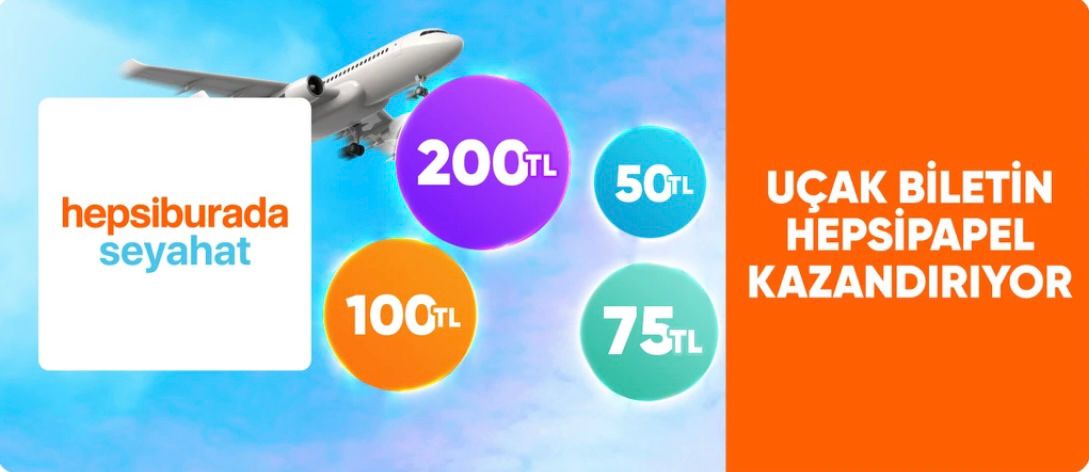 hepsiburada
seyahat
200TL
50TL
100TL
75TL
UÇAK BİLETİN
HEPSİPAPEL
KAZANDIRIYOR